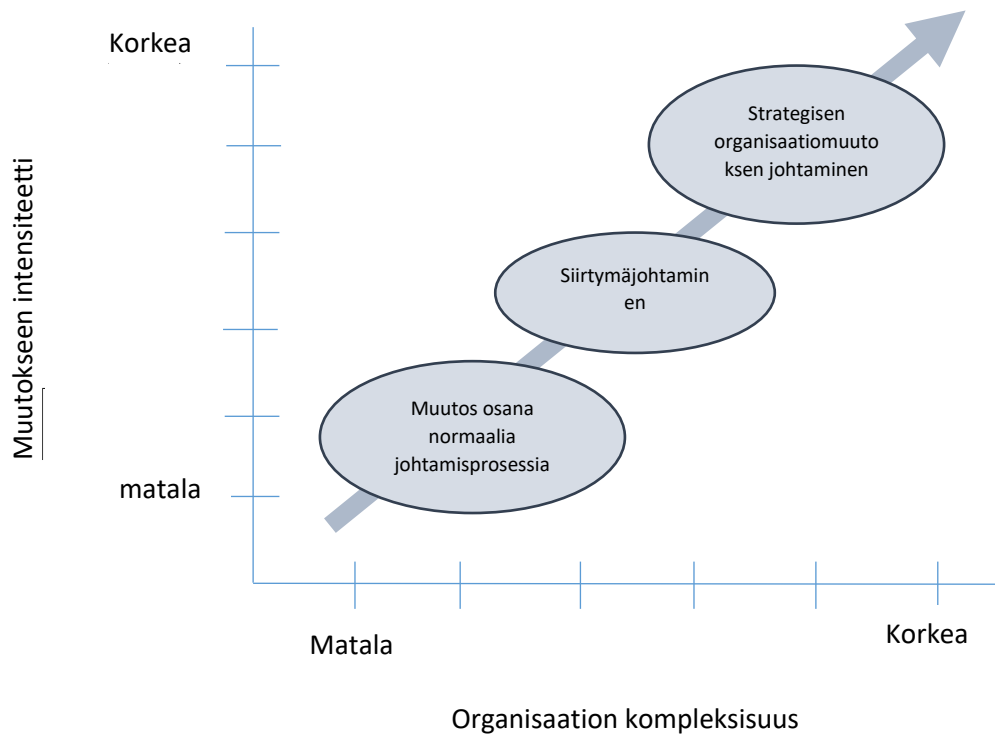 Korkea
Strategisen
organisaatiomuuto
ksen johtaminen
Muutokseen intensiteetti
Siirtymäjohtamin
en
Muutos osana
normaalia
johtamisprosessia
matala
Matala
Korkea
Organisaation kompleksisuus